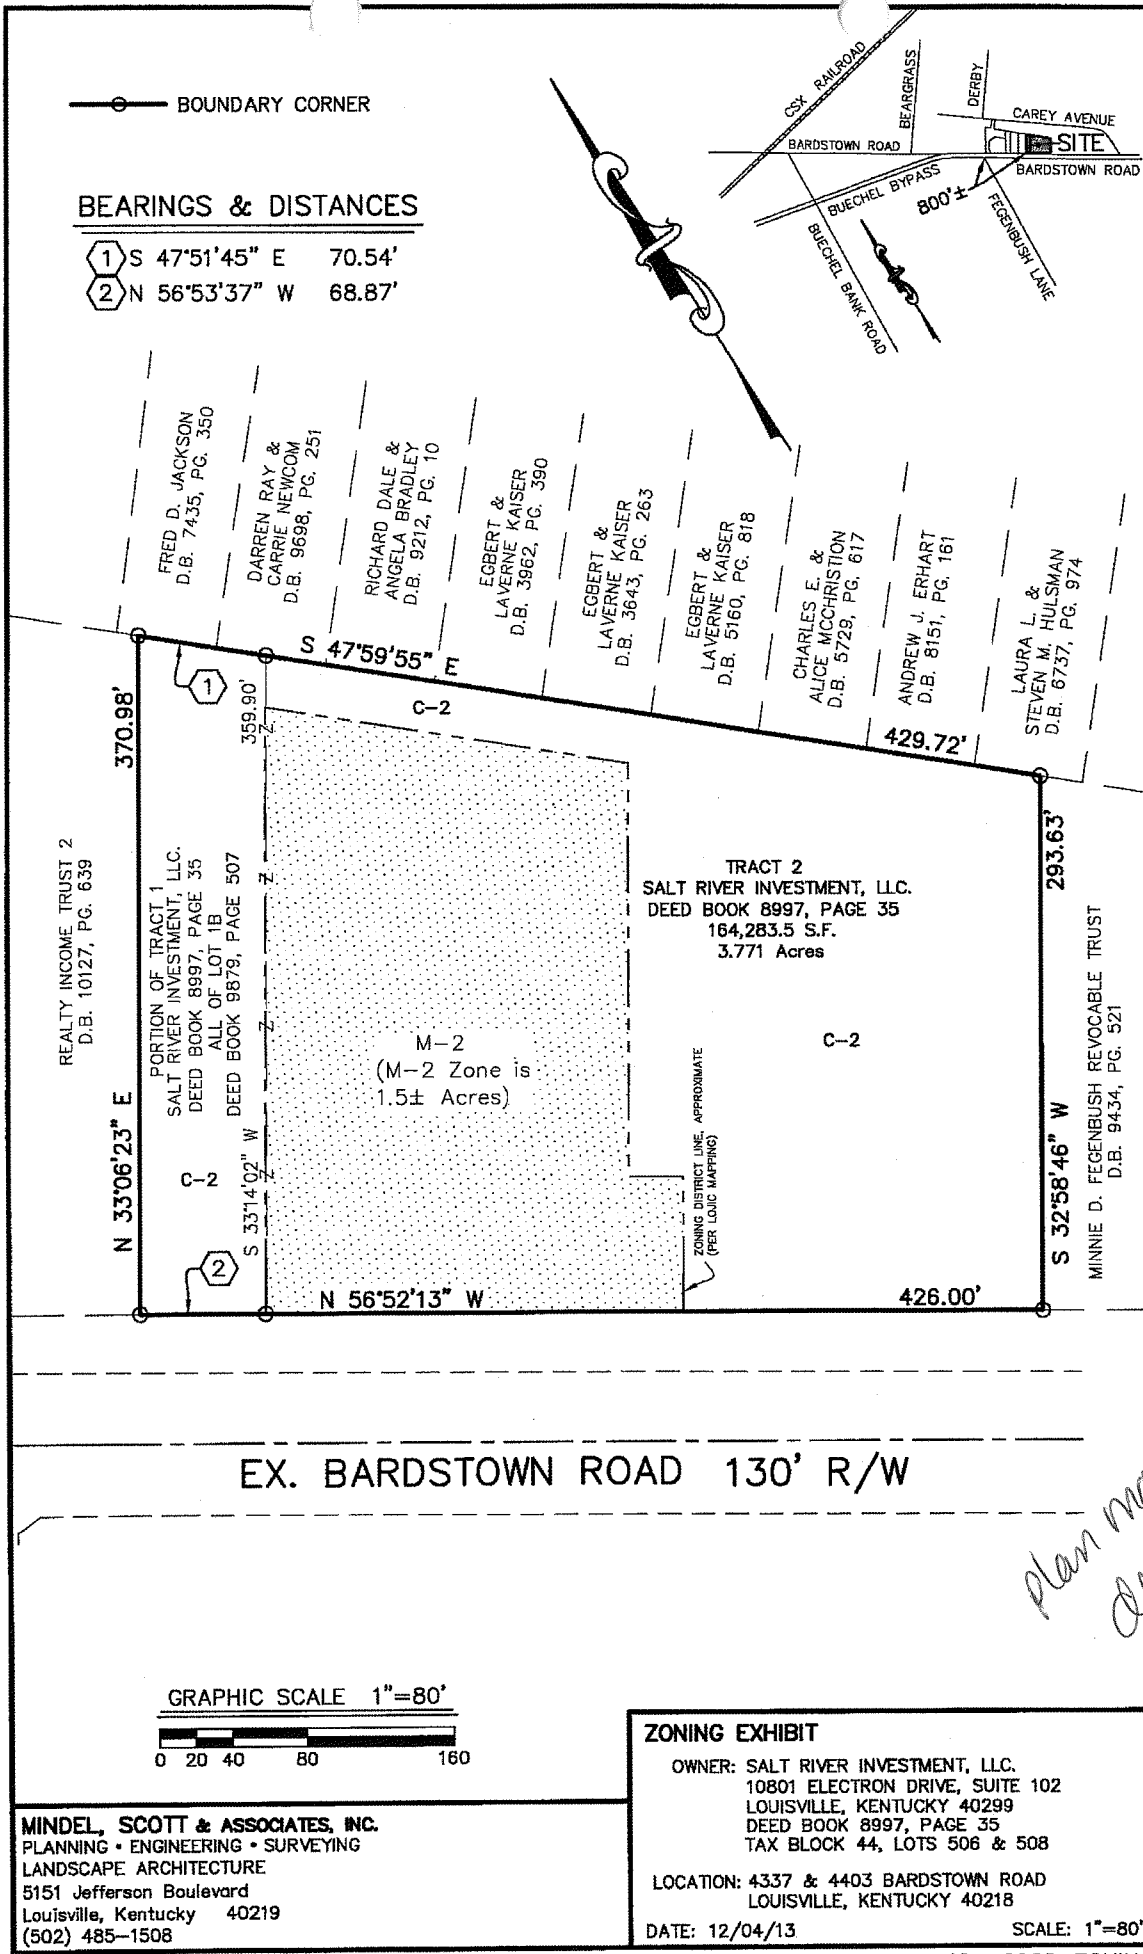 BOUNDARY CORNER
BEARINGS & DISTANCES
1 S 47°51'45" E 70.54'
2 N 56°53'37" W 68.87'
CSX RAILROAD
BEARGRASS
DERBY
CAREY AVENUE
BARDSTOWN ROAD
SITE
BARDSTOWN ROAD
BUECHEL BYPASS
800'±
FEGENBUSH LANE
BUECHEL BANK ROAD
FRED D. JACKSON
D.B. 7435, PG. 350
DARREN RAY &
CARRIE NEWCOM
D.B. 9698, PG. 251
RICHARD DALE &
ANGELA BRADLEY
D.B. 9212, PG. 10
EGBERT &
LAVERNE KAISER
D.B. 3962, PG. 390
EGBERT &
LAVERNE KAISER
D.B. 3643, PG. 263
EGBERT &
LAVERNE KAISER
D.B. 5160, PG. 818
CHARLES E. &
ALICE MCCHRISTION
D.B. 5729, PG. 617
ANDREW J. ERHART
D.B. 8151, PG. 161
LAURA L. &
STEVEN M. HULSMAN
D.B. 6737, PG. 974
S 47°59'55" E
429.72'
1
C-2
370.98'
N 33°06'23" E
359.90'
S 33°14'02" W
293.63'
S 32°58'46" W
REALTY INCOME TRUST 2
D.B. 10127, PG. 639
PORTION OF TRACT 1
SALT RIVER INVESTMENT, LLC.
DEED BOOK 8997, PAGE 35
ALL OF LOT 1B
DEED BOOK 9879, PAGE 507
C-2
TRACT 2
SALT RIVER INVESTMENT, LLC.
DEED BOOK 8997, PAGE 35
164,283.5 S.F.
3.771 Acres
M-2
(M-2 Zone is
1.5± Acres)
C-2
ZONING DISTRICT LINE, APPROXIMATE
(PER LOJIC MAPPING)
MINNIE D. FEGENBUSH REVOCABLE TRUST
D.B. 9434, PG. 521
2
N 56°52'13" W
426.00'
EX. BARDSTOWN ROAD 130' R/W
plan
GRAPHIC SCALE 1"=80'
0 20 40 80 160
MINDEL, SCOTT & ASSOCIATES, INC.
PLANNING • ENGINEERING • SURVEYING
LANDSCAPE ARCHITECTURE
5151 Jefferson Boulevard
Louisville, Kentucky 40219
(502) 485-1508
ZONING EXHIBIT
OWNER: SALT RIVER INVESTMENT, LLC.
10801 ELECTRON DRIVE, SUITE 102
LOUISVILLE, KENTUCKY 40299
DEED BOOK 8997, PAGE 35
TAX BLOCK 44, LOTS 506 & 508
LOCATION: 4337 & 4403 BARDSTOWN ROAD
LOUISVILLE, KENTUCKY 40218
DATE: 12/04/13 SCALE: 1"=80'